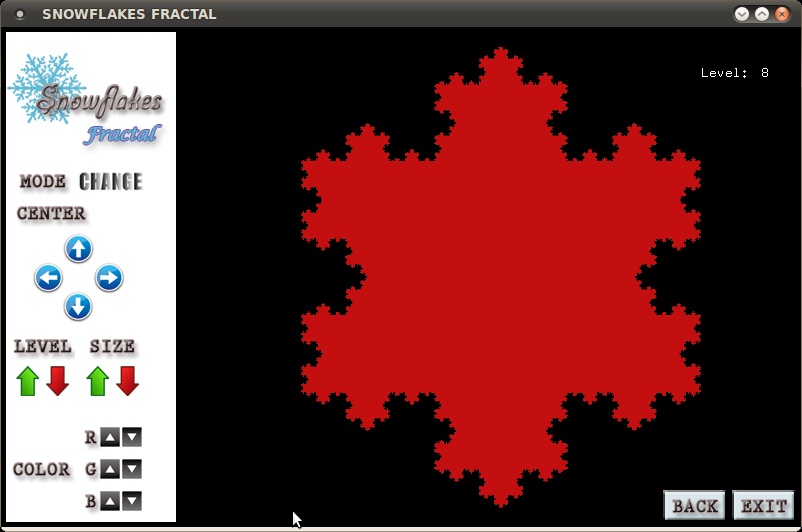 SNOWFLAKES FRACTAL
Snowflakes
Fractal
Level: 8
MODE CHANGE
CENTER
LEVEL SIZE
R
COLOR G
B
BACK EXIT